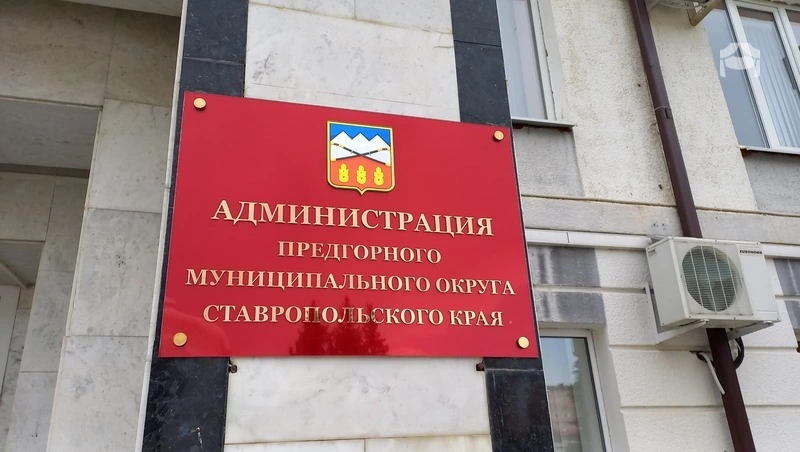 АДМИНИСТРАЦИЯ
ПРЕДГОРНОГО
МУНИЦИПАЛЬНОГО ОКРУГА
СТАВРОПОЛЬСКОГО КРАЯ